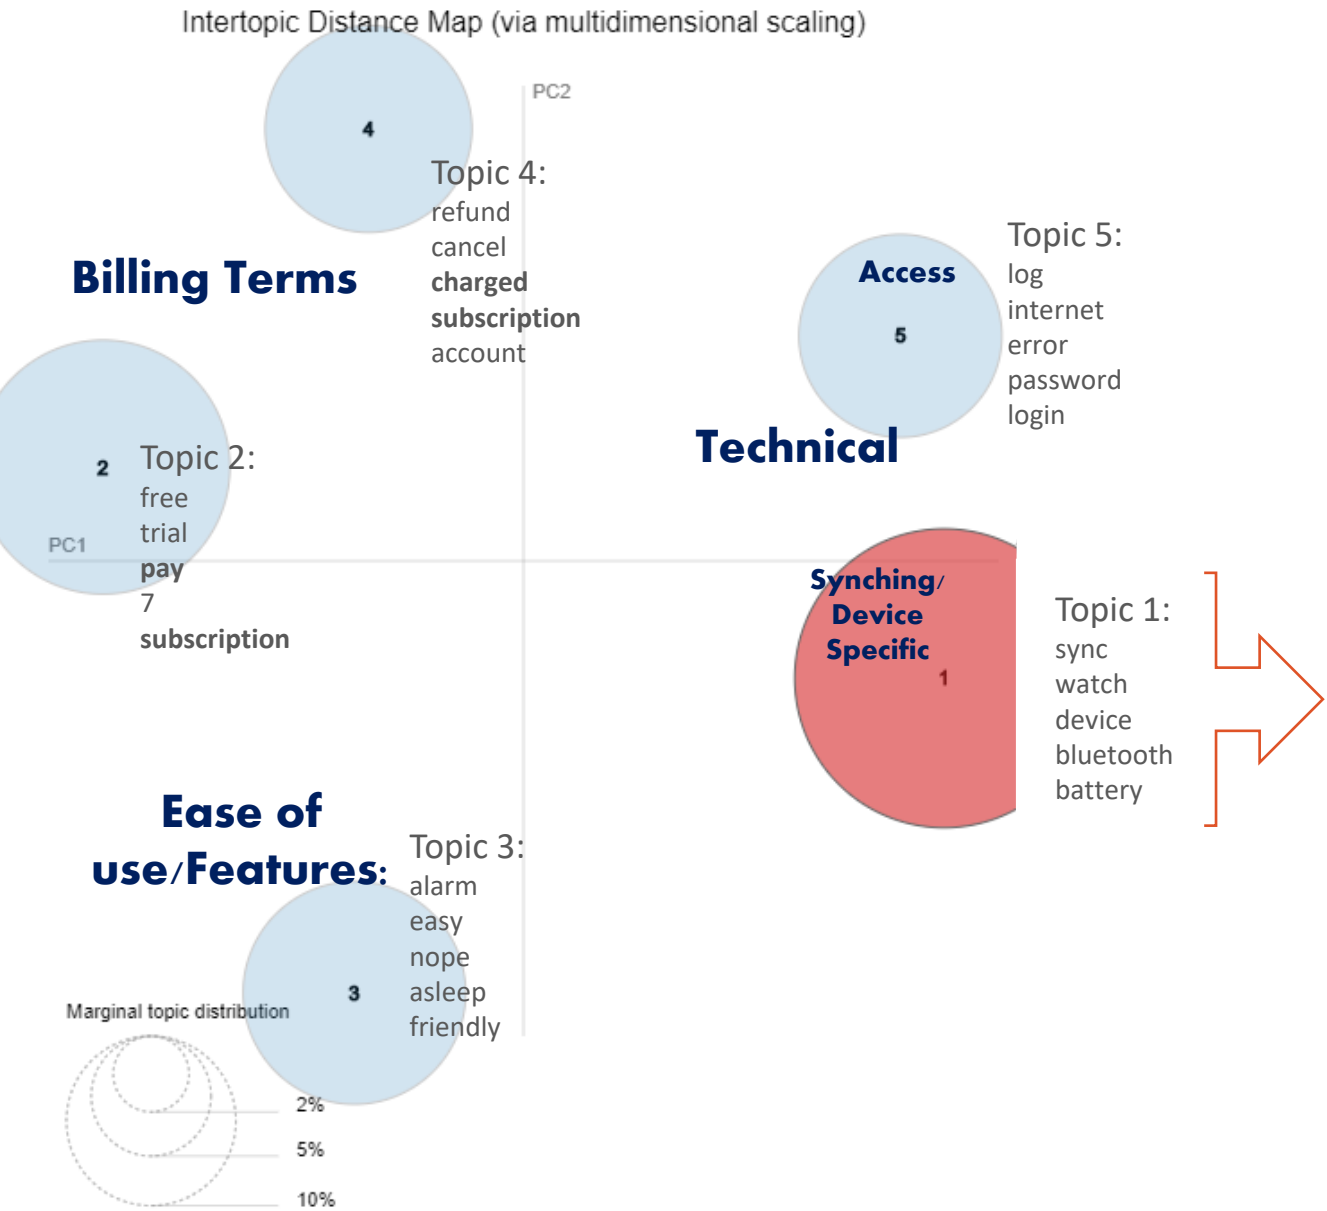 Intertopic Distance Map (via multidimensional scaling)
PC2
4
Topic 4:
refund
cancel
charged
subscription
account
Billing Terms
Access
5
Topic 5:
log
internet
error
password
login
Technical
2
Topic 2:
free
trial
pay
7
subscription
PC1
Synching/
Device
Specific
1
Topic 1:
sync
watch
device
bluetooth
battery
Ease of
use/Features:
Topic 3:
alarm
easy
nope
asleep
friendly
3
Marginal topic distribution
2%
5%
10%